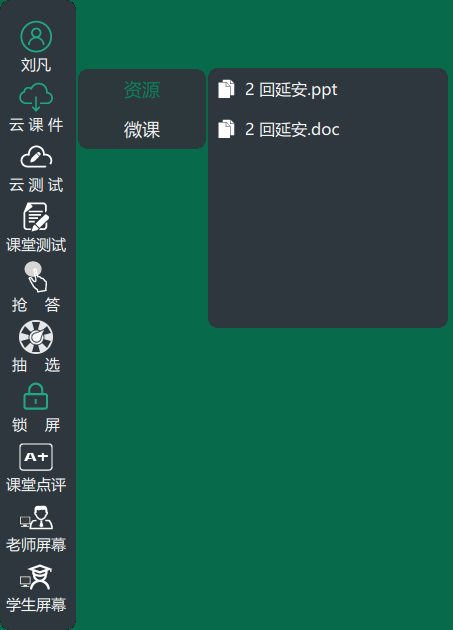 刘凡
云课件
云测试
课堂测试
抢 答
抽 选
锁 屏
A+
课堂点评
老师屏幕
学生屏幕
资源
微课
2 回延安.ppt
2 回延安.doc